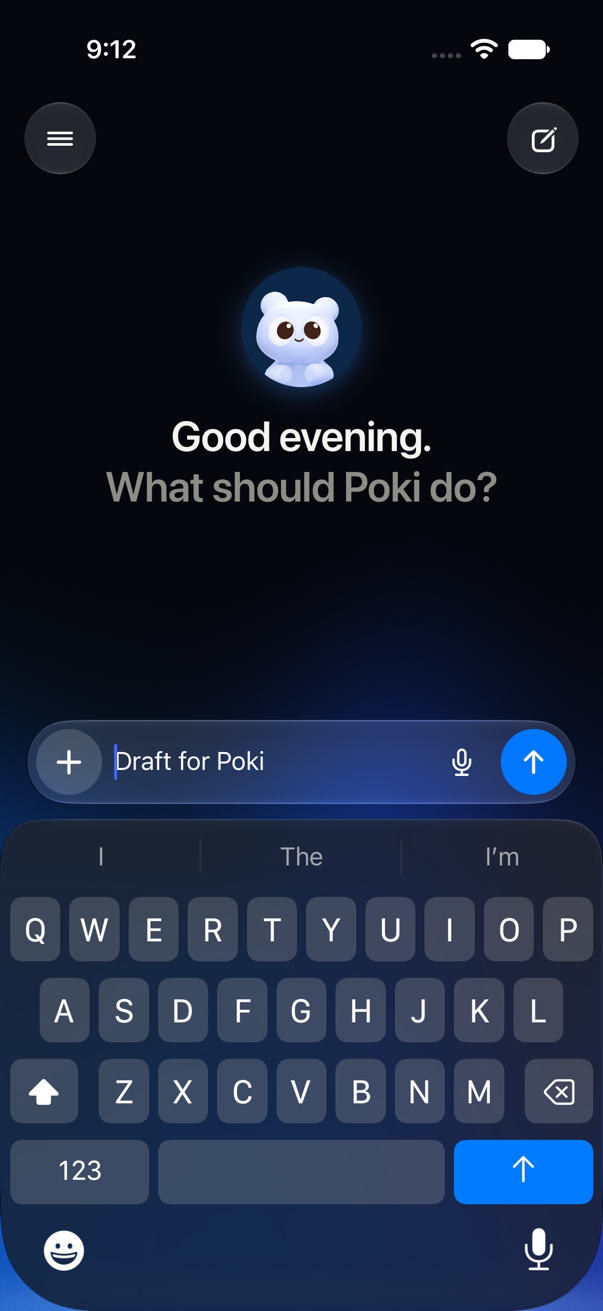 9:12
Good evening.
What should Poki do?
Draft for Poki
I The I’m
Q W E R T Y U I O P
A S D F G H J K L
Z X C V B N M
123